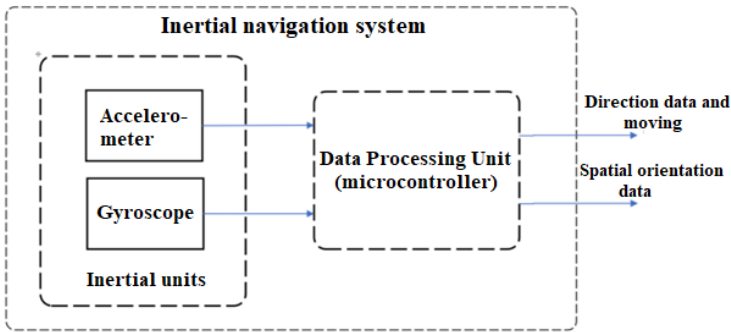 Inertial navigation system
Accelero-
meter
Gyroscope
Inertial units
Data Processing Unit
(microcontroller)
Direction data and
moving
Spatial orientation
data